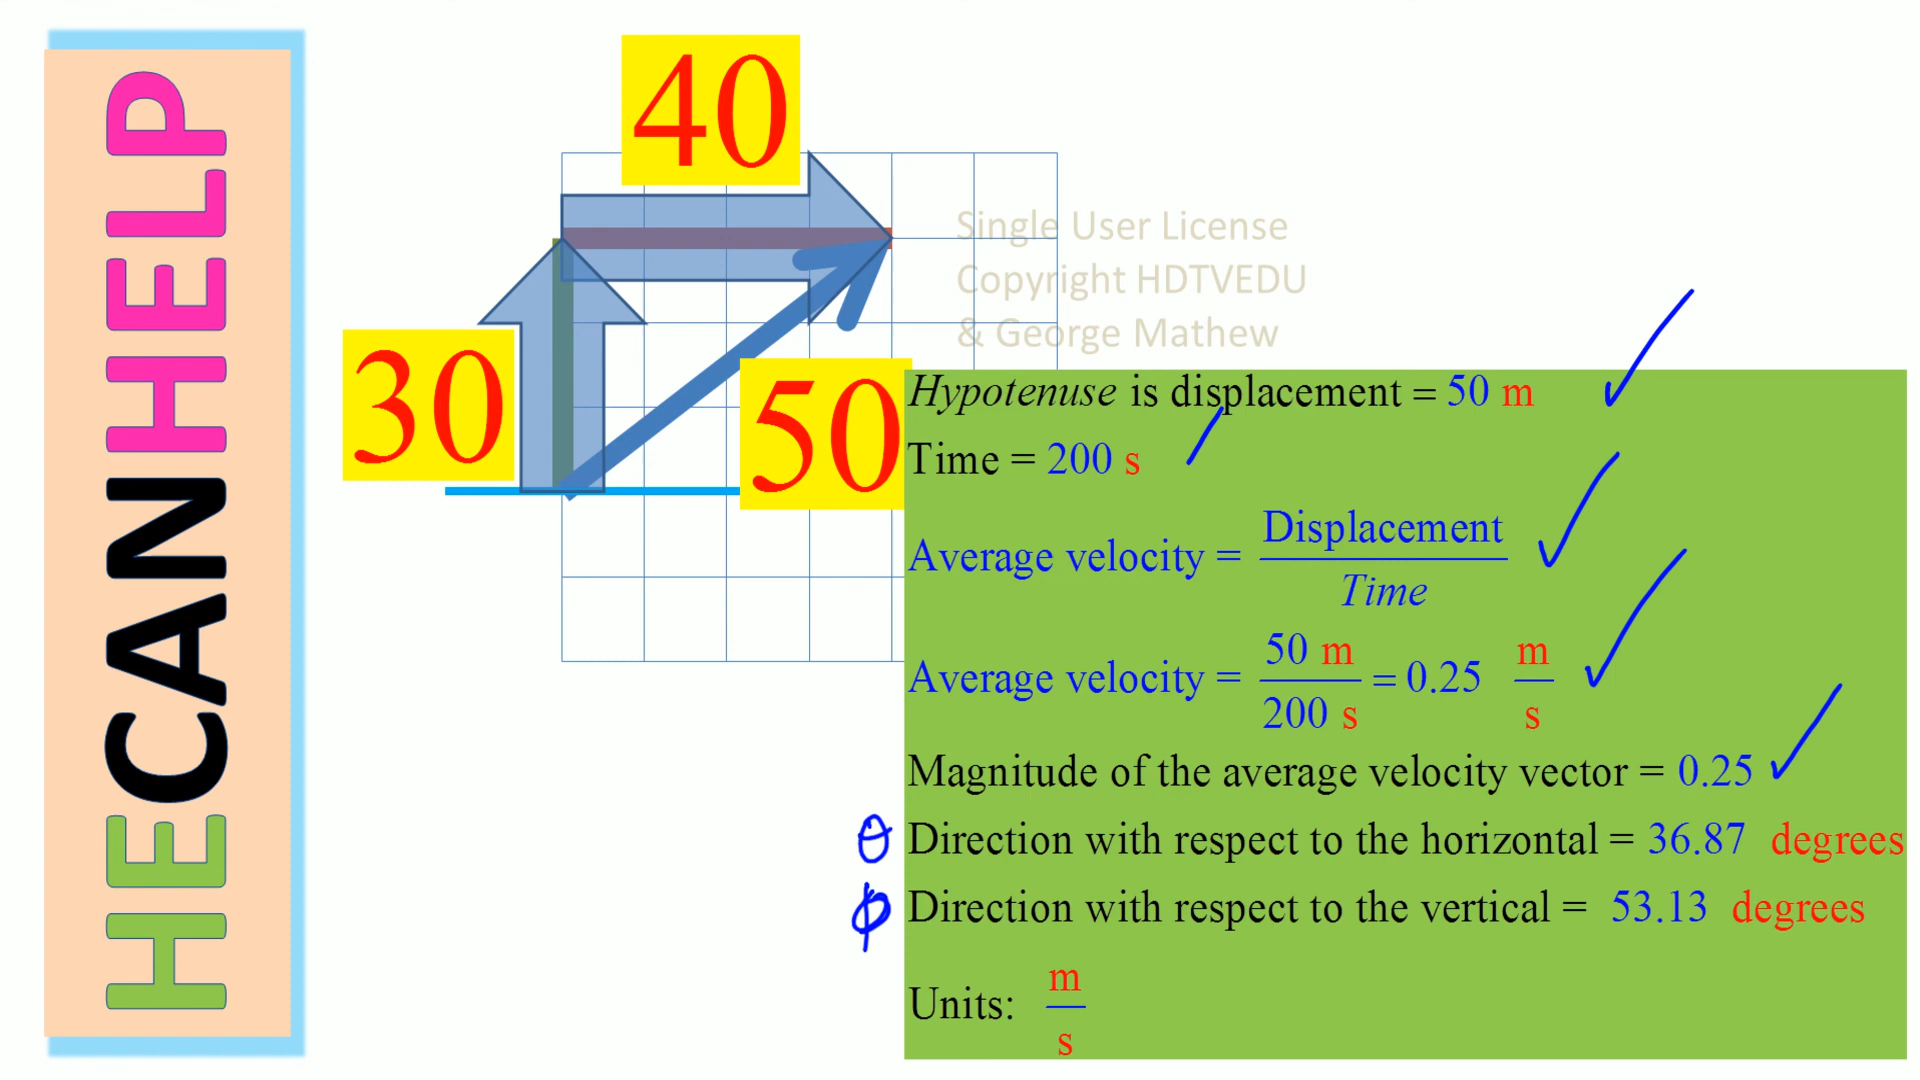 HECANHELP
40
30
50
Single User License
Copyright HDTVEDU
& George Mathew
Hypotenuse is displacement = 50 m
Time = 200 s
Average velocity = Displacement / Time
Average velocity = 50 m / 200 s = 0.25 m / s
Magnitude of the average velocity vector = 0.25
θ Direction with respect to the horizontal = 36.87 degrees
ϕ Direction with respect to the vertical = 53.13 degrees
Units: m / s